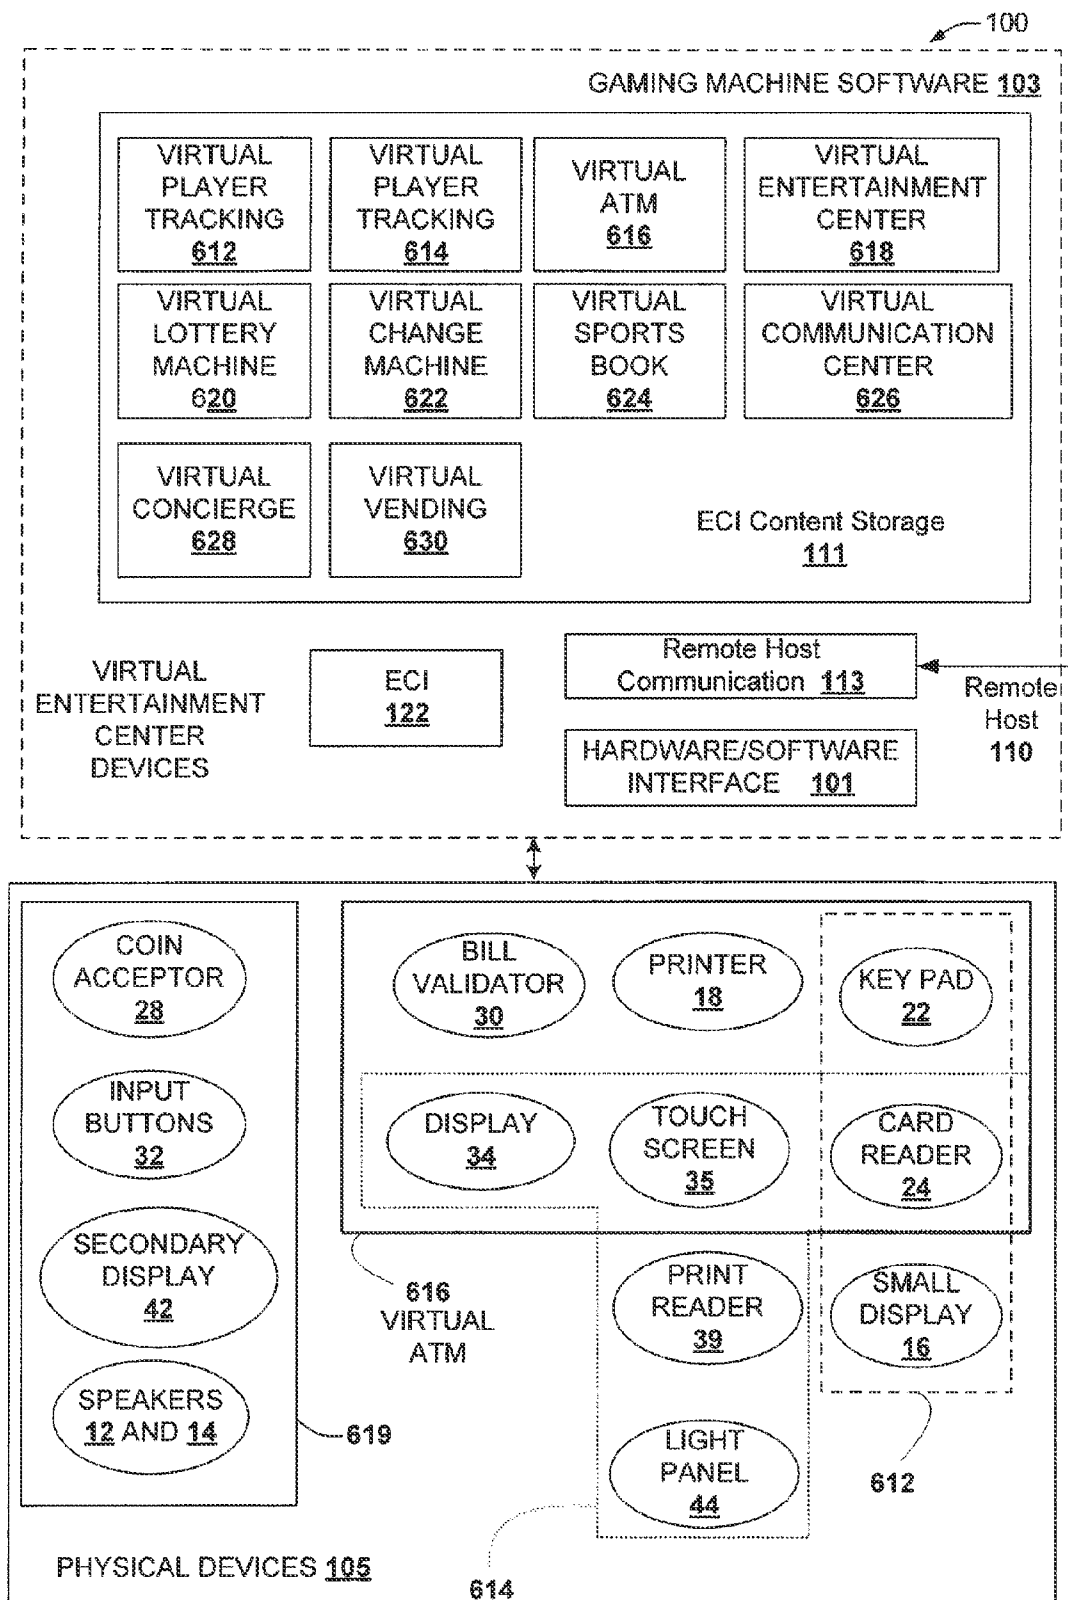 100
GAMING MACHINE SOFTWARE 103
VIRTUAL
PLAYER
TRACKING
612
VIRTUAL
PLAYER
TRACKING
614
VIRTUAL
ATM
616
VIRTUAL
ENTERTAINMENT
CENTER
618
VIRTUAL
LOTTERY
MACHINE
620
VIRTUAL
CHANGE
MACHINE
622
VIRTUAL
SPORTS
BOOK
624
VIRTUAL
COMMUNICATION
CENTER
626
VIRTUAL
CONCIERGE
628
VIRTUAL
VENDING
630
ECI Content Storage
111
VIRTUAL
ENTERTAINMENT
CENTER
DEVICES
ECI
122
Remote Host
Communication 113
Remote
Host
110
HARDWARE/SOFTWARE
INTERFACE 101
COIN
ACCEPTOR
28
INPUT
BUTTONS
32
SECONDARY
DISPLAY
42
SPEAKERS
12 AND 14
619
BILL
VALIDATOR
30
PRINTER
18
KEY PAD
22
DISPLAY
34
TOUCH
SCREEN
35
CARD
READER
24
616
VIRTUAL
ATM
PRINT
READER
39
SMALL
DISPLAY
16
LIGHT
PANEL
44
612
614
PHYSICAL DEVICES 105